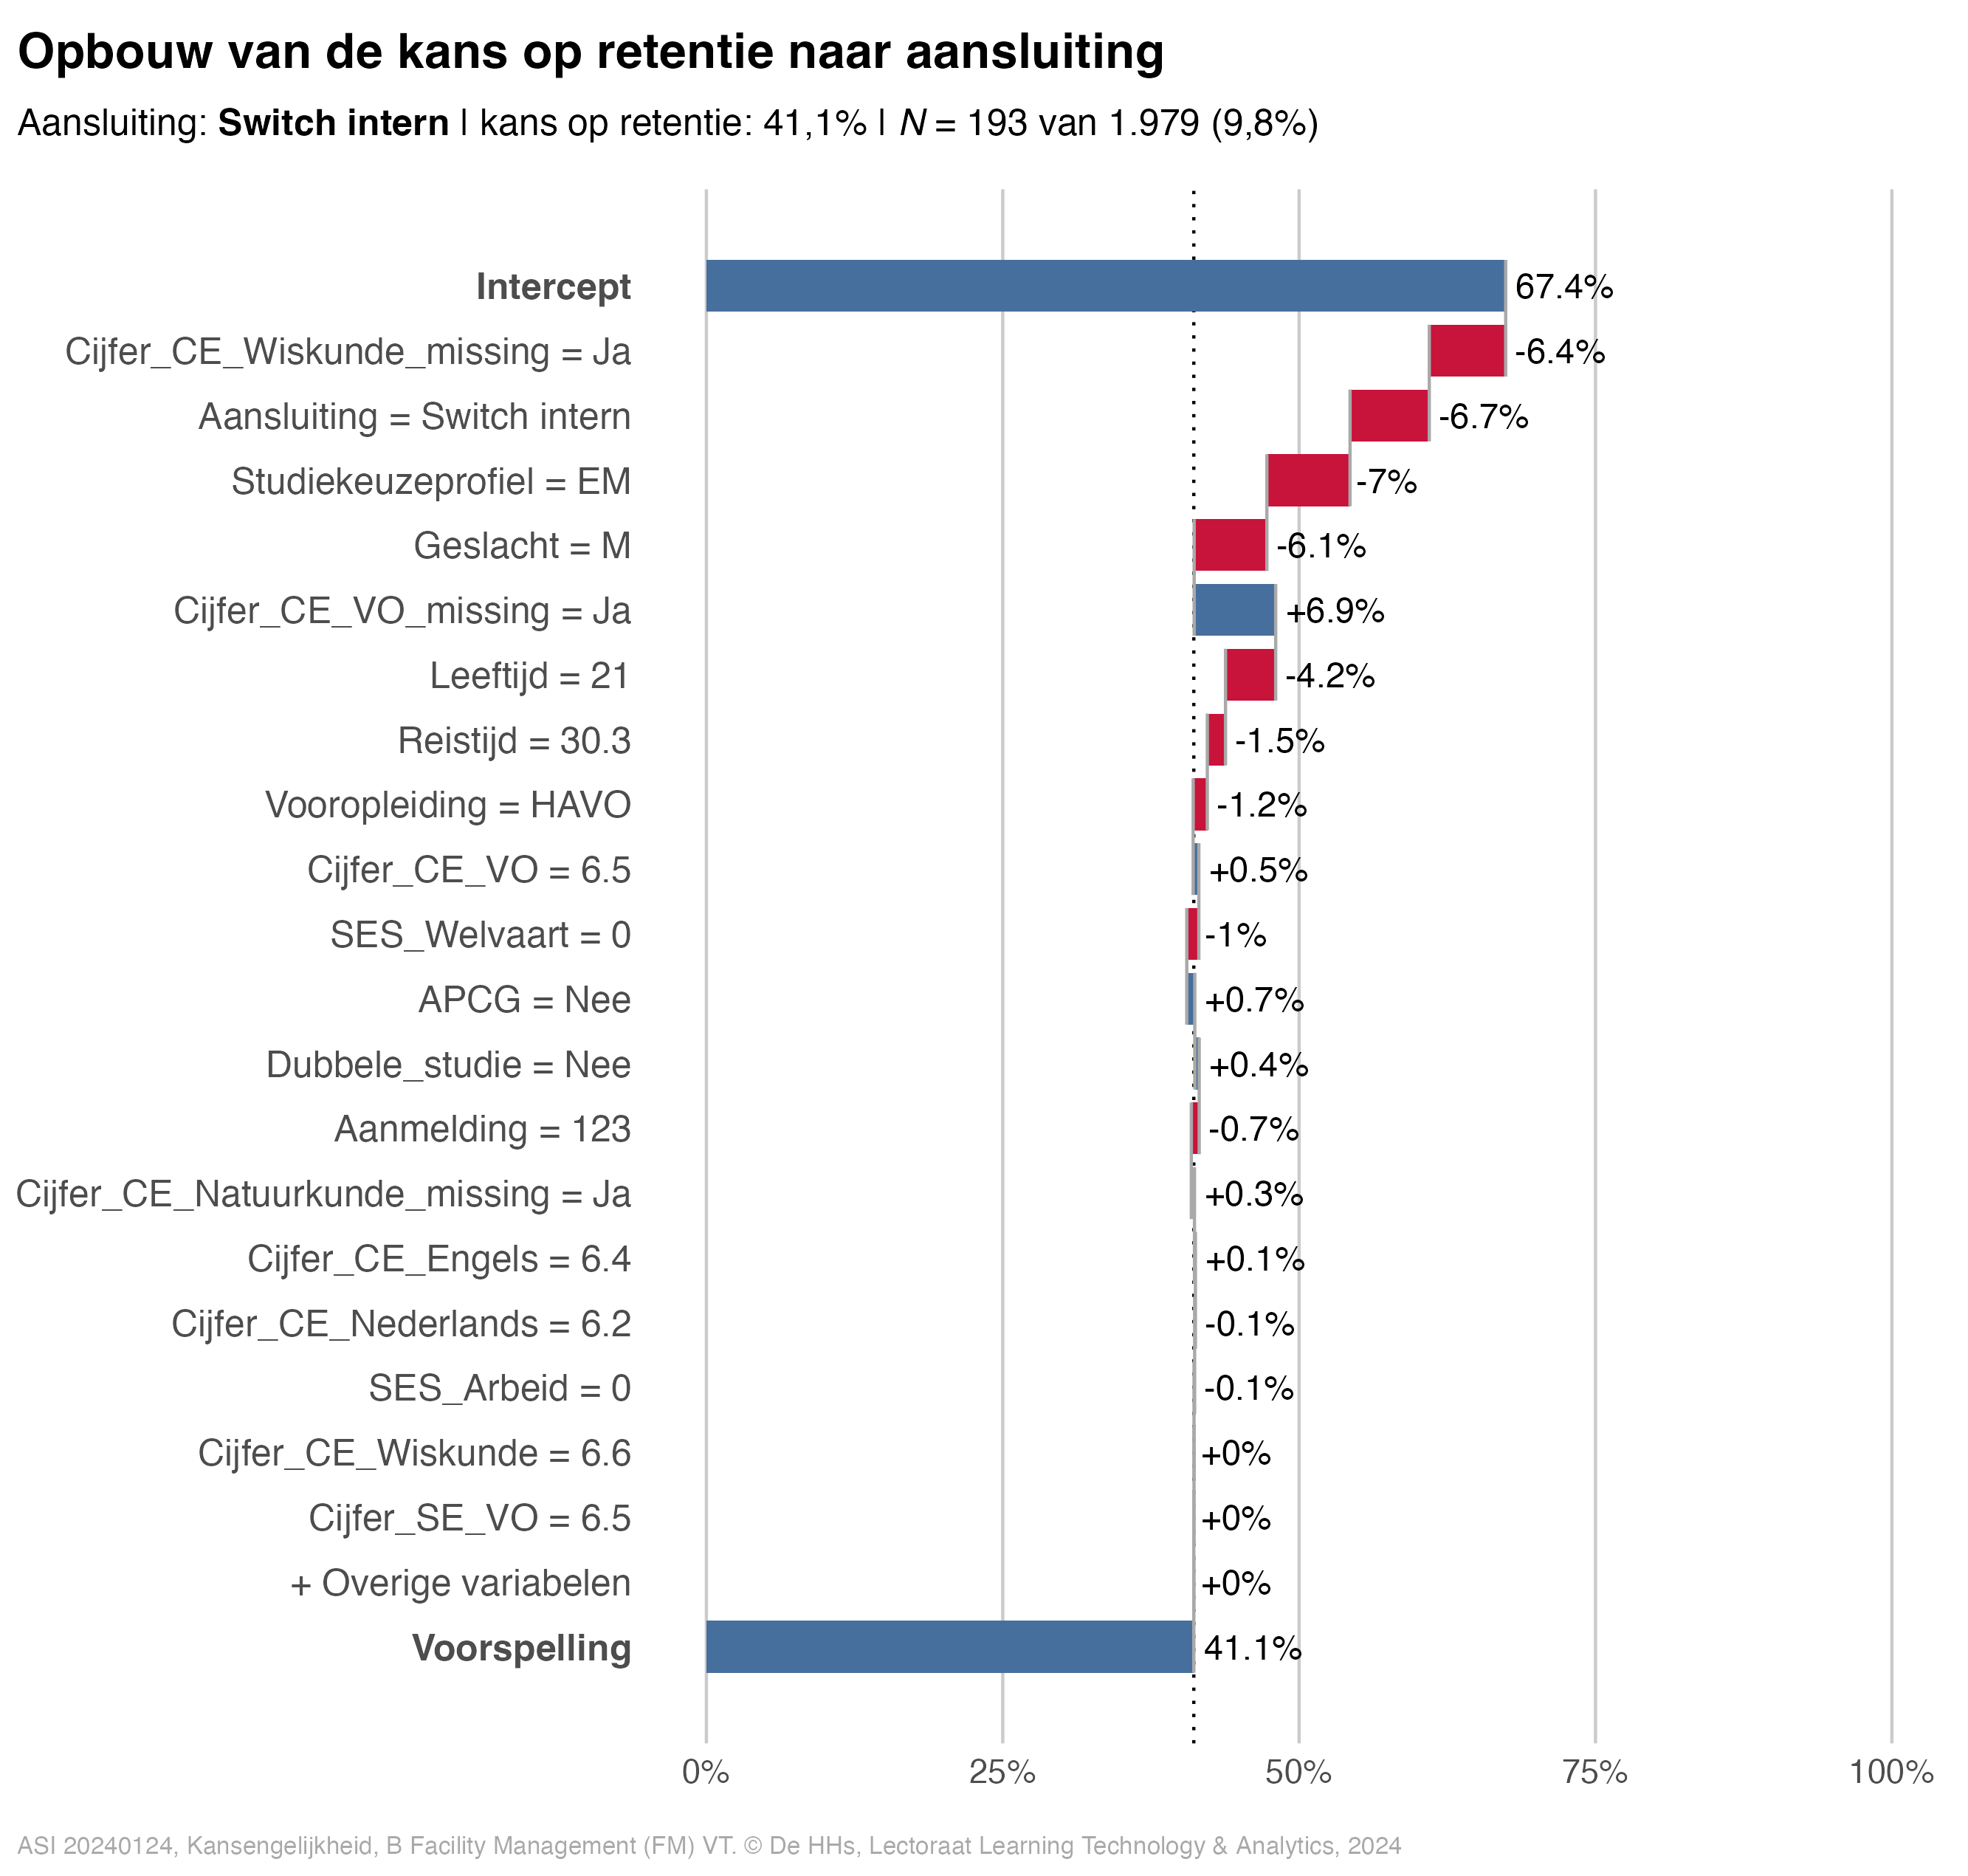 Opbouw van de kans op retentie naar aansluiting
Aansluiting: Switch intern | kans op retentie: 41,1% | N = 193 van 1.979 (9,8%)
Intercept 67.4%
Cijfer_CE_Wiskunde_missing = Ja -6.4%
Aansluiting = Switch intern -6.7%
Studiekeuzeprofiel = EM -7%
Geslacht = M -6.1%
Cijfer_CE_VO_missing = Ja +6.9%
Leeftijd = 21 -4.2%
Reistijd = 30.3 -1.5%
Vooropleiding = HAVO -1.2%
Cijfer_CE_VO = 6.5 +0.5%
SES_Welvaart = 0 -1%
APCG = Nee +0.7%
Dubbele_studie = Nee +0.4%
Aanmelding = 123 -0.7%
Cijfer_CE_Natuurkunde_missing = Ja +0.3%
Cijfer_CE_Engels = 6.4 +0.1%
Cijfer_CE_Nederlands = 6.2 -0.1%
SES_Arbeid = 0 -0.1%
Cijfer_CE_Wiskunde = 6.6 +0%
Cijfer_SE_VO = 6.5 +0%
+ Overige variabelen +0%
Voorspelling 41.1%
0% 25% 50% 75% 100%
ASI 20240124, Kansengelijkheid, B Facility Management (FM) VT. © De HHs, Lectoraat Learning Technology & Analytics, 2024